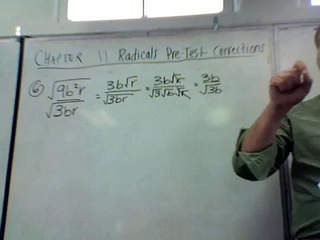 CHAPTER 11 Radicals Pre-Test Corrections
⑥ √(9b²r)/√(3br) = 3b√r/√(3br) = 3b√r/(√3√b√r) = 3b/√(3b)